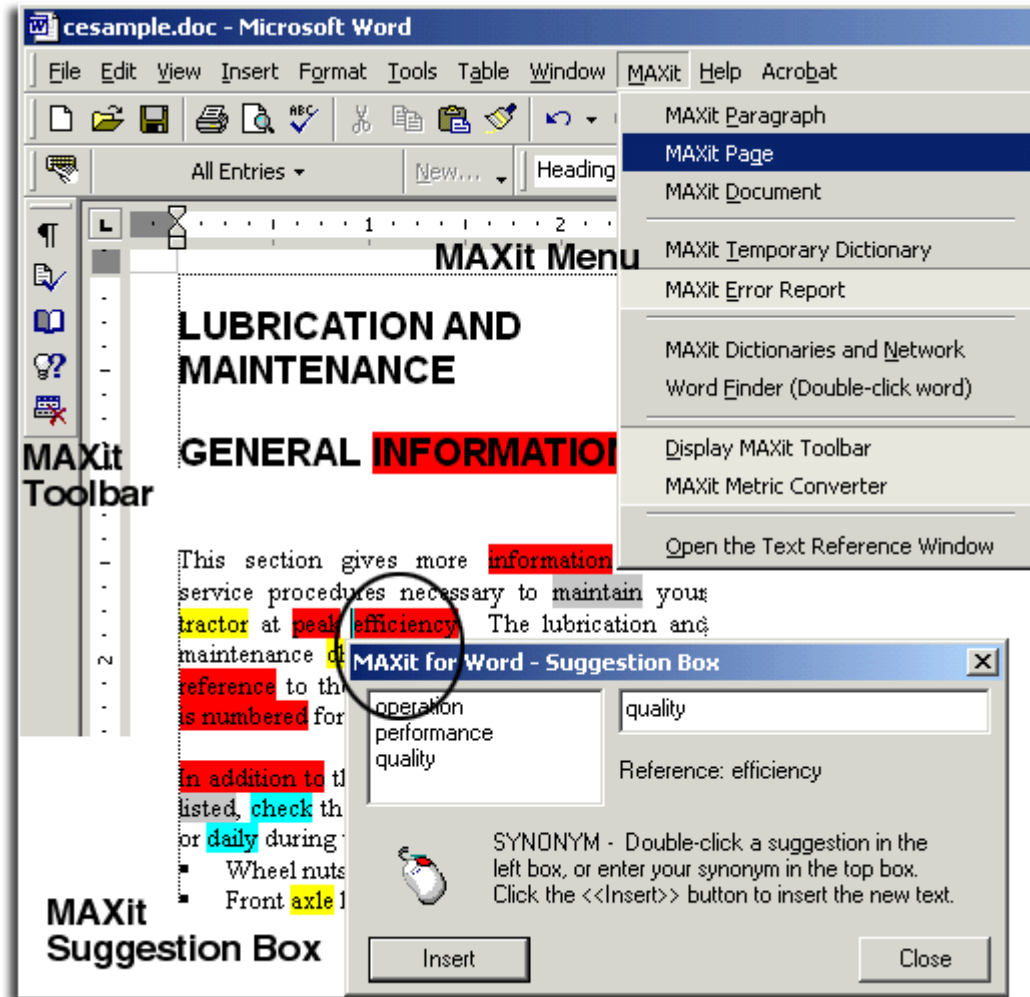 cesample.doc - Microsoft Word
File Edit View Insert Format Tools Table Window MAXit Help Acrobat
ABC
All Entries New... Heading
MAXit Paragraph
MAXit Page
MAXit Document
MAXit Temporary Dictionary
MAXit Error Report
MAXit Dictionaries and Network
Word Finder (Double-click word)
Display MAXit Toolbar
MAXit Metric Converter
Open the Text Reference Window
L 1 2
MAXit Menu
LUBRICATION AND
MAINTENANCE
GENERAL INFORMATION
MAXit
Toolbar
2
This section gives more information
service procedures necessary to maintain your
tractor at peak efficiency. The lubrication and
maintenance
reference to the
is numbered for
In addition to
listed, check
or daily during
Wheel nuts
Front axle
MAXit for Word - Suggestion Box
operation
performance
quality
quality
Reference: efficiency
SYNONYM - Double-click a suggestion in the
left box, or enter your synonym in the top box.
Click the <<Insert>> button to insert the new text.
Insert Close
MAXit
Suggestion Box